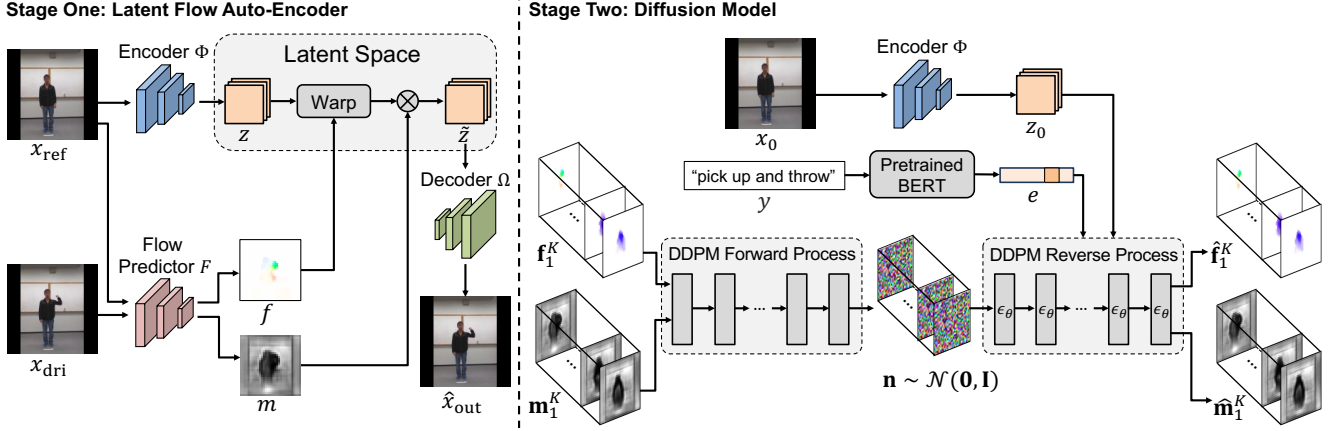 Stage One: Latent Flow Auto-Encoder
Encoder Φ
Latent Space
Warp
z
z̃
x_ref
Decoder Ω
Flow
Predictor F
f
x_dri
m
x̂_out
Stage Two: Diffusion Model
Encoder Φ
x_0
z_0
"pick up and throw"
y
Pretrained
BERT
e
f_1^K
DDPM Forward Process
...
DDPM Reverse Process
ϵ_θ ϵ_θ ... ϵ_θ ϵ_θ
f̂_1^K
m_1^K
n ~ 𝒩(0, I)
m̂_1^K